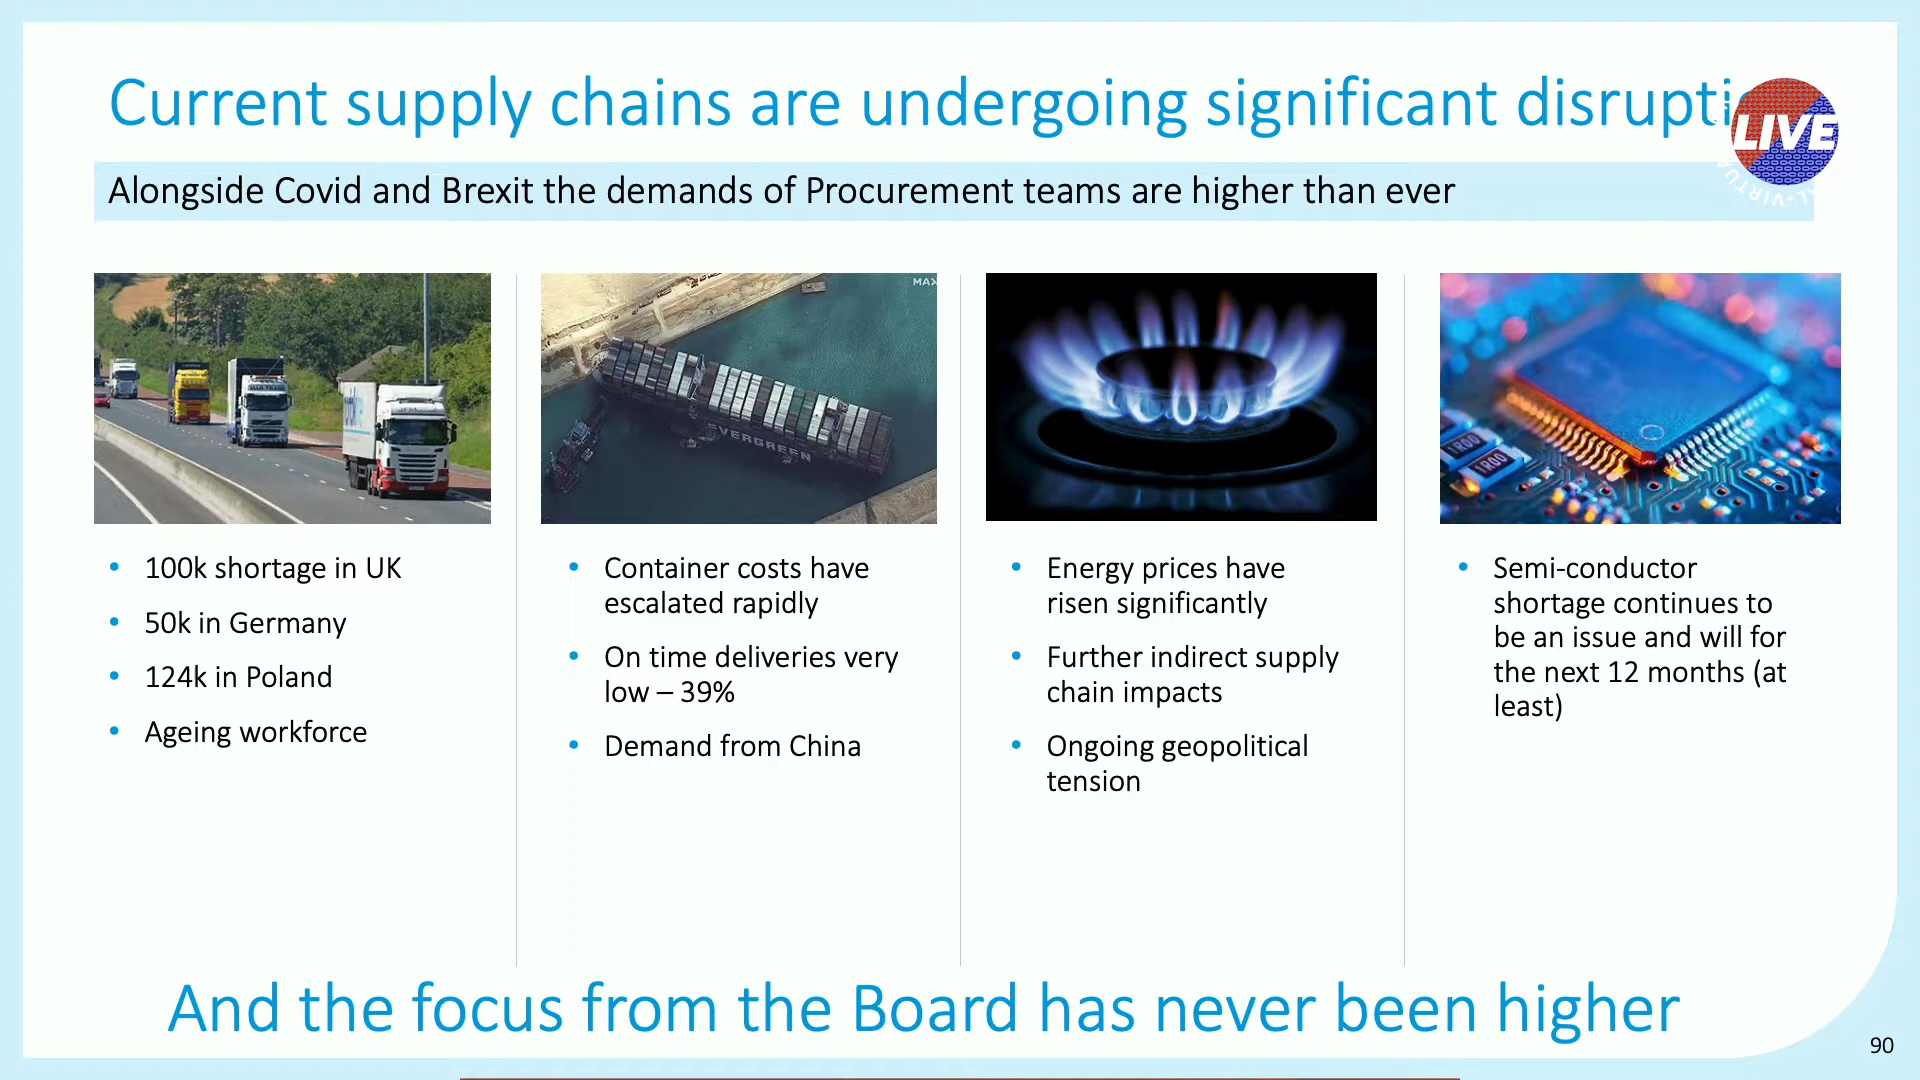 Current supply chains are undergoing significant
LIVE
Alongside Covid and Brexit the demands of Procurement teams are higher than ever
MAX
EVERGREEN
1R00
1R00
• 100k shortage in UK
• 50k in Germany
• 124k in Poland
• Ageing workforce
• Container costs have
escalated rapidly
• On time deliveries very
low – 39%
• Demand from China
• Energy prices have
risen significantly
• Further indirect supply
chain impacts
• Ongoing geopolitical
tension
• Semi-conductor
shortage continues to
be an issue and will for
the next 12 months (at
least)
And the focus from the Board has never been higher
90